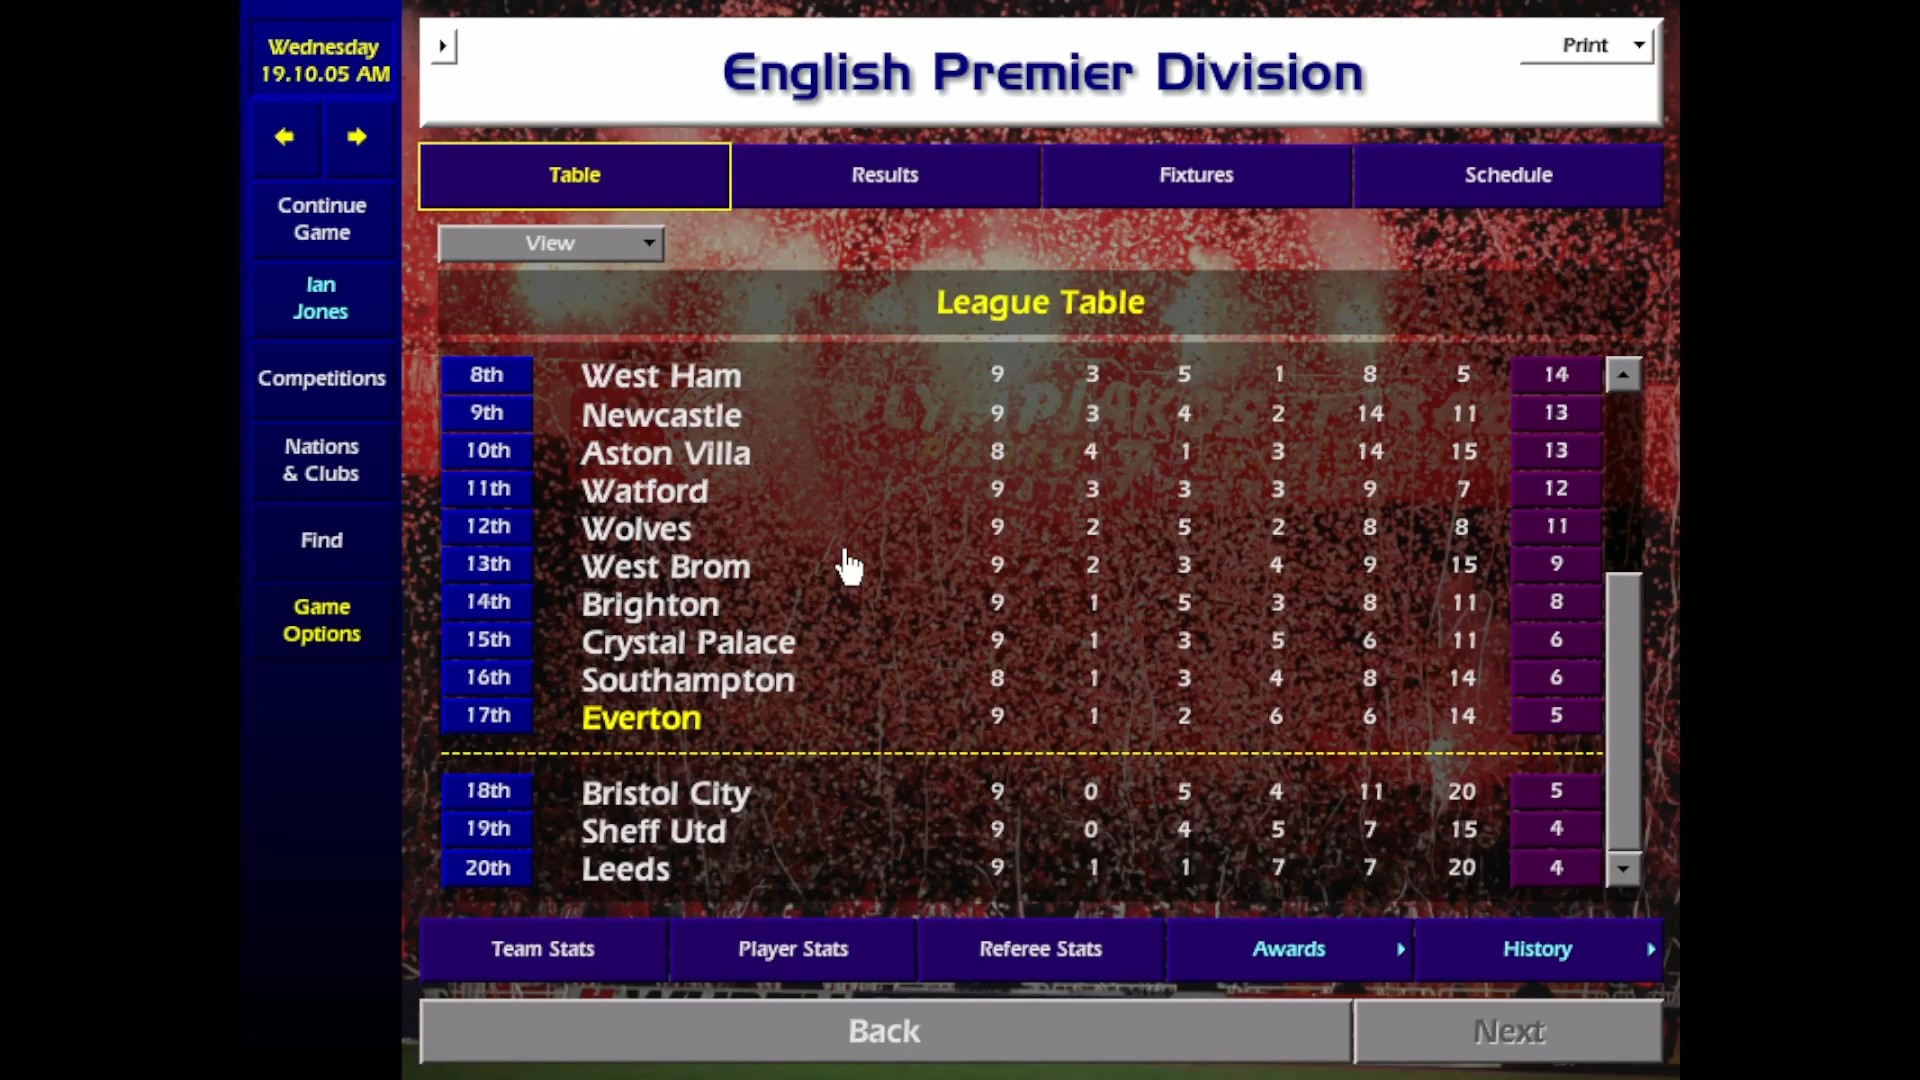 Wednesday
19.10.05 AM
Continue
Game
Ian
Jones
Competitions
Nations
& Clubs
Find
Game
Options
English Premier Division
Print
Table Results Fixtures Schedule
View
League Table
8th West Ham 9 3 5 1 8 5 14
9th Newcastle 9 3 4 2 14 11 13
10th Aston Villa 8 4 1 3 14 15 13
11th Watford 9 3 3 3 9 7 12
12th Wolves 9 2 5 2 8 8 11
13th West Brom 9 2 3 4 9 15 9
14th Brighton 9 1 5 3 8 11 8
15th Crystal Palace 9 1 3 5 6 11 6
16th Southampton 8 1 3 4 8 14 6
17th Everton 9 1 2 6 6 14 5
18th Bristol City 9 0 5 4 11 20 5
19th Sheff Utd 9 0 4 5 7 15 4
20th Leeds 9 1 1 7 7 20 4
Team Stats Player Stats Referee Stats Awards History
Back Next